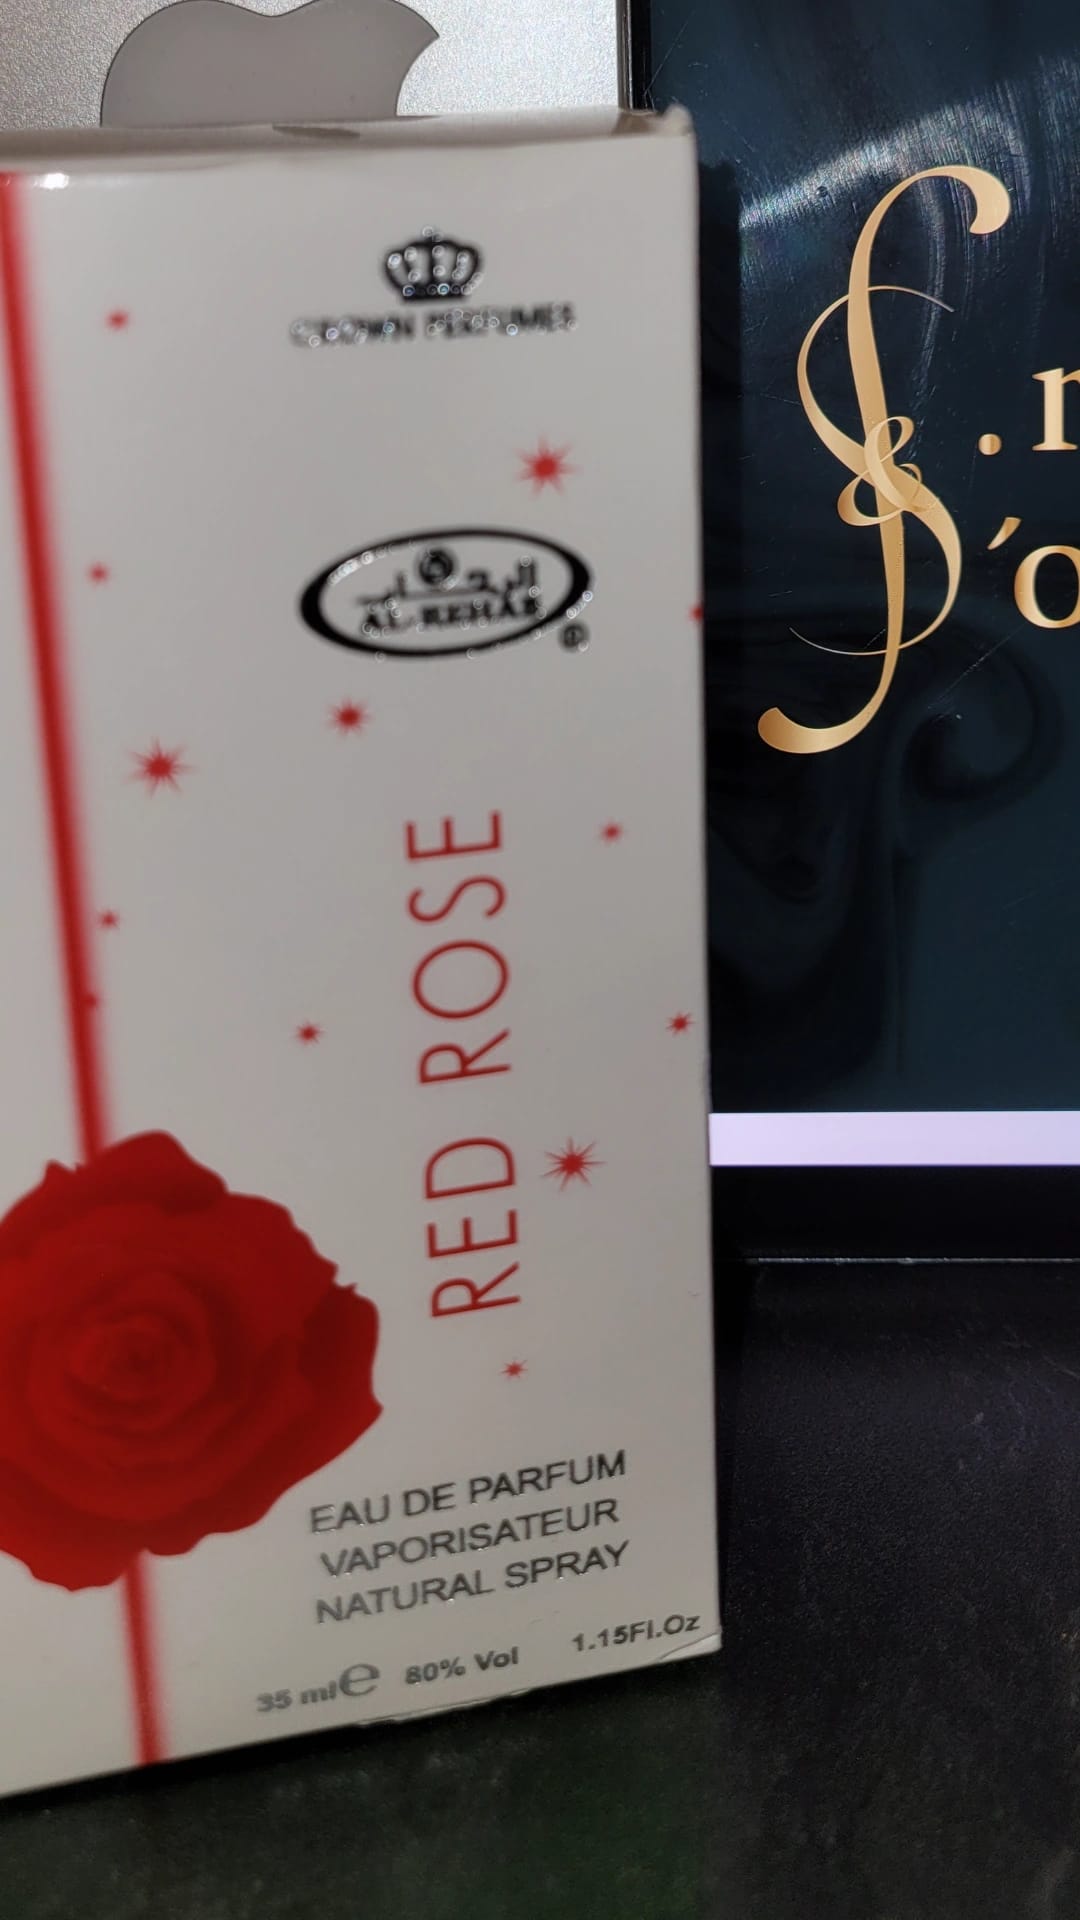 CROWN PERFUMES
الرحاب
AL-REHAB
®
RED ROSE
EAU DE PARFUM
VAPORISATEUR
NATURAL SPRAY
35 ml e 80% Vol 1.15Fl.Oz
S&S
.r
'o